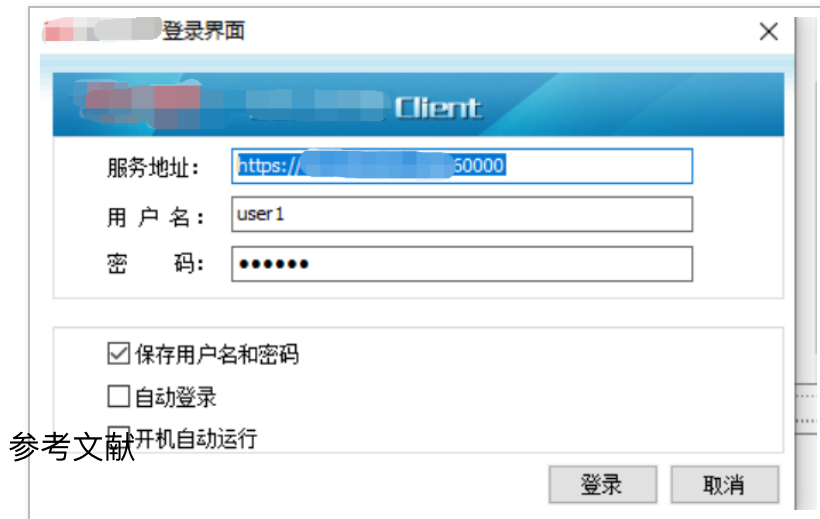 登录界面
Client
服务地址： https:// 60000
用 户 名： user1
密 码： ●●●●●●
保存用户名和密码
自动登录
开机自动运行
参考文献
登录 取消